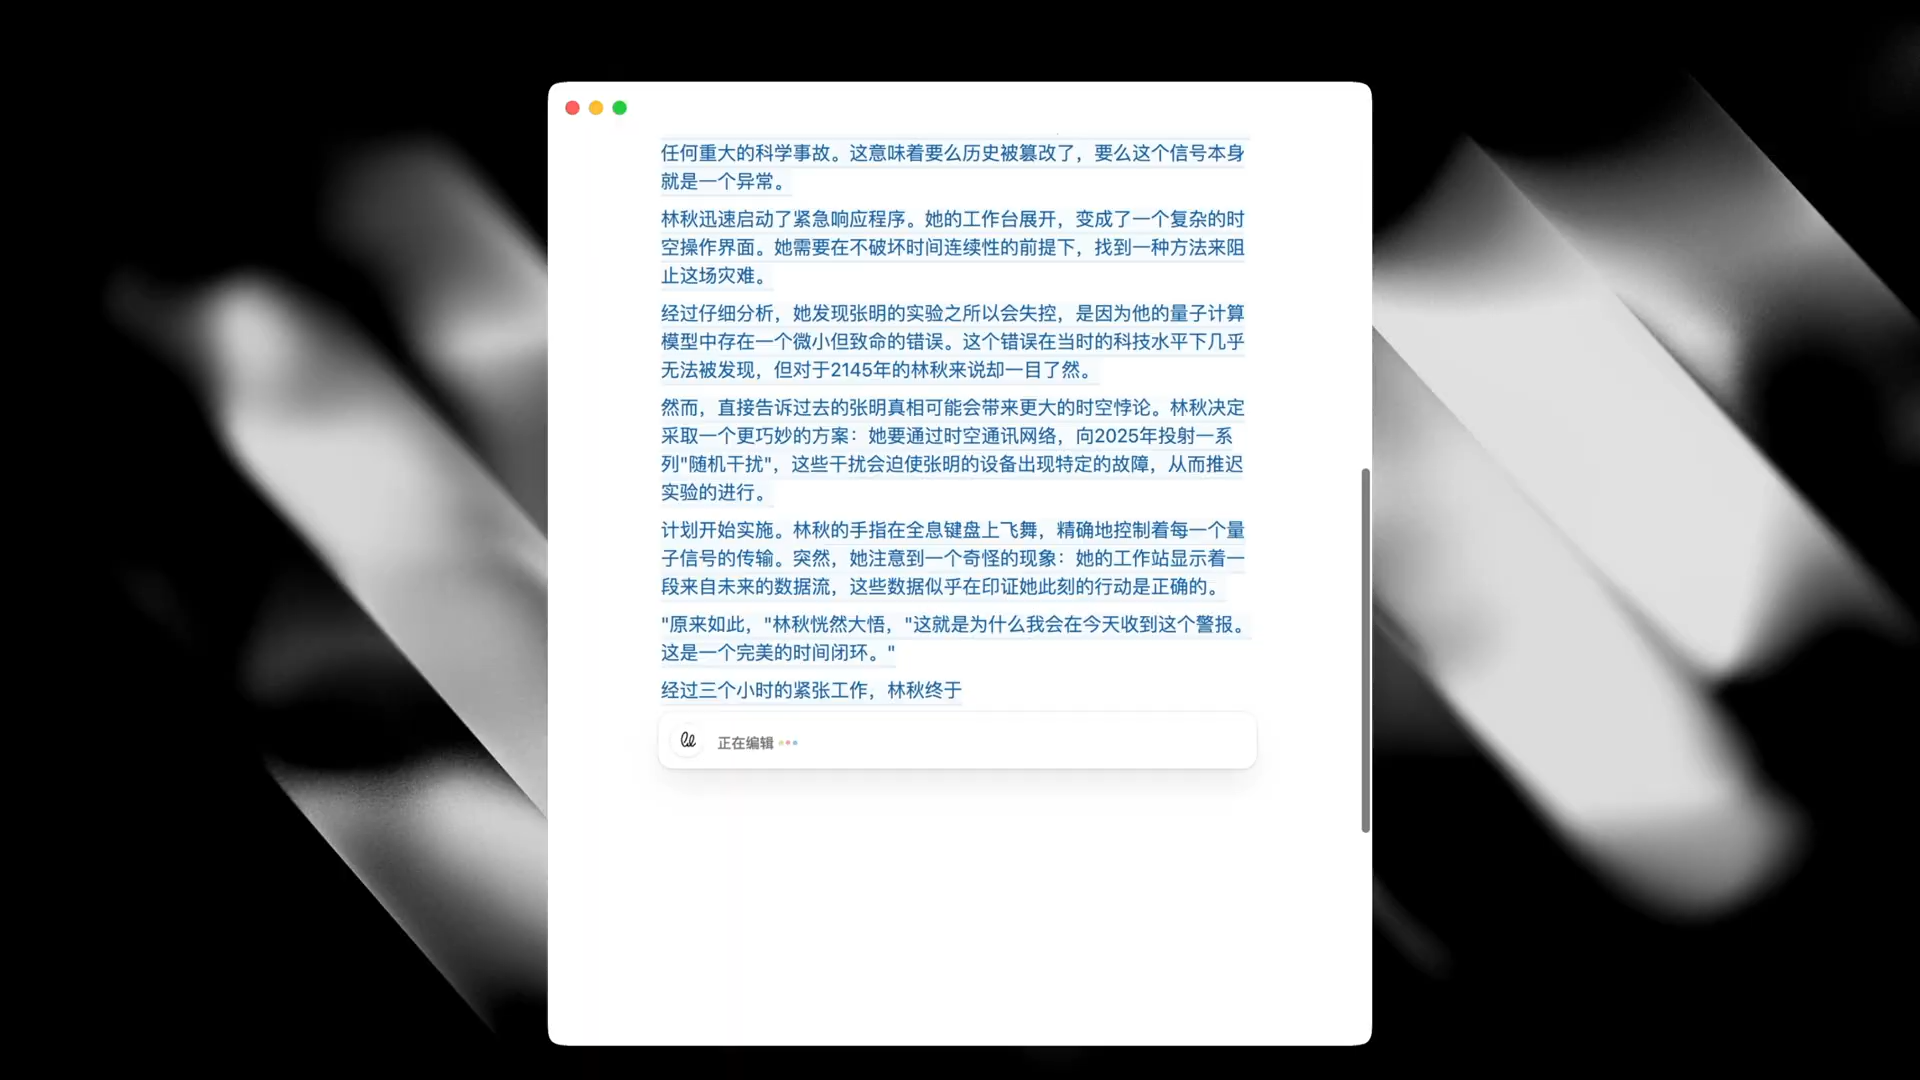 任何重大的科学事故。这意味着要么历史被篡改了，要么这个信号本身
就是一个异常。
林秋迅速启动了紧急响应程序。她的工作台展开，变成了一个复杂的时
空操作界面。她需要在不破坏时间连续性的前提下，找到一种方法来阻
止这场灾难。
经过仔细分析，她发现张明的实验之所以会失控，是因为他的量子计算
模型中存在一个微小但致命的错误。这个错误在当时的科技水平下几乎
无法被发现，但对于2145年的林秋来说却一目了然。
然而，直接告诉过去的张明真相可能会带来更大的时空悖论。林秋决定
采取一个更巧妙的方案：她要通过时空通讯网络，向2025年投射一系
列"随机干扰"，这些干扰会迫使张明的设备出现特定的故障，从而推迟
实验的进行。
计划开始实施。林秋的手指在全息键盘上飞舞，精确地控制着每一个量
子信号的传输。突然，她注意到一个奇怪的现象：她的工作站显示着一
段来自未来的数据流，这些数据似乎在印证她此刻的行动是正确的。
"原来如此，"林秋恍然大悟，"这就是为什么我会在今天收到这个警报。
这是一个完美的时间闭环。"
经过三个小时的紧张工作，林秋终于
正在编辑